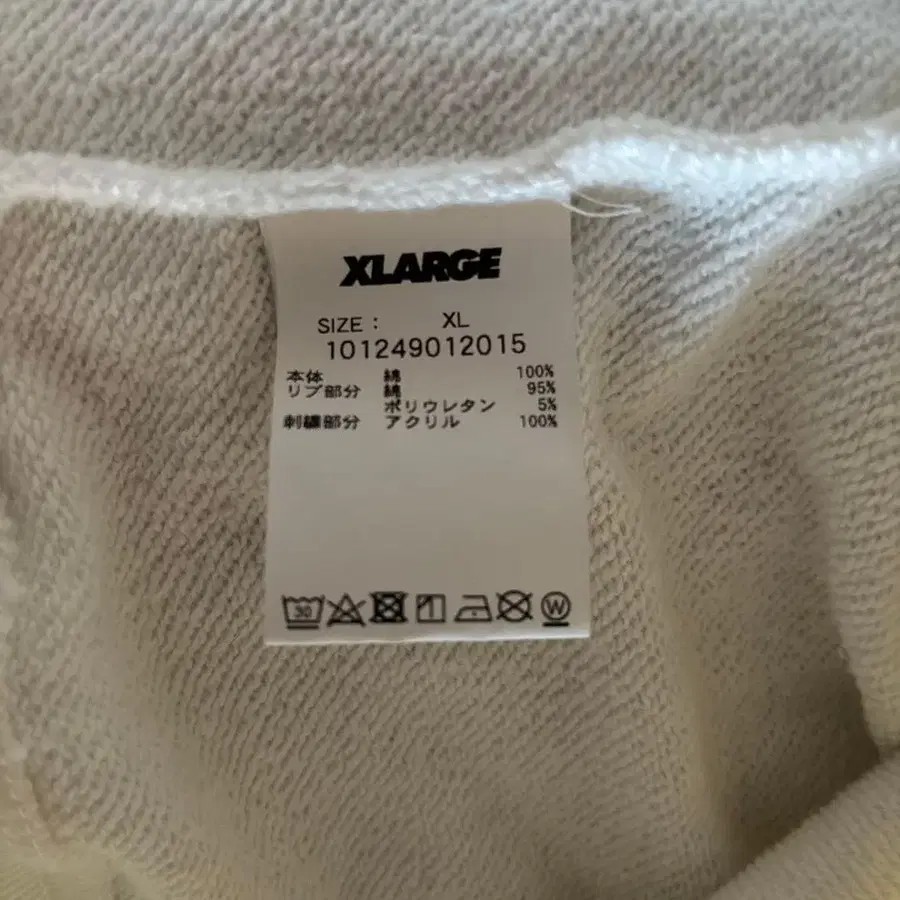 XLARGE
SIZE : XL
101249012015
本体 綿 100%
リブ部分 綿 95%
ポリウレタン 5%
刺繍部分 アクリル 100%
30 W